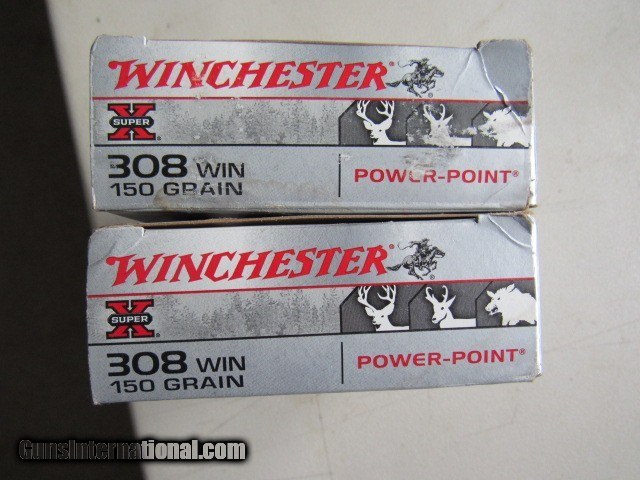 WINCHESTER
SUPER X®
308 WIN
150 GRAIN
POWER-POINT®
WINCHESTER
SUPER X®
308 WIN
150 GRAIN
POWER-POINT®
GunsInternational.com